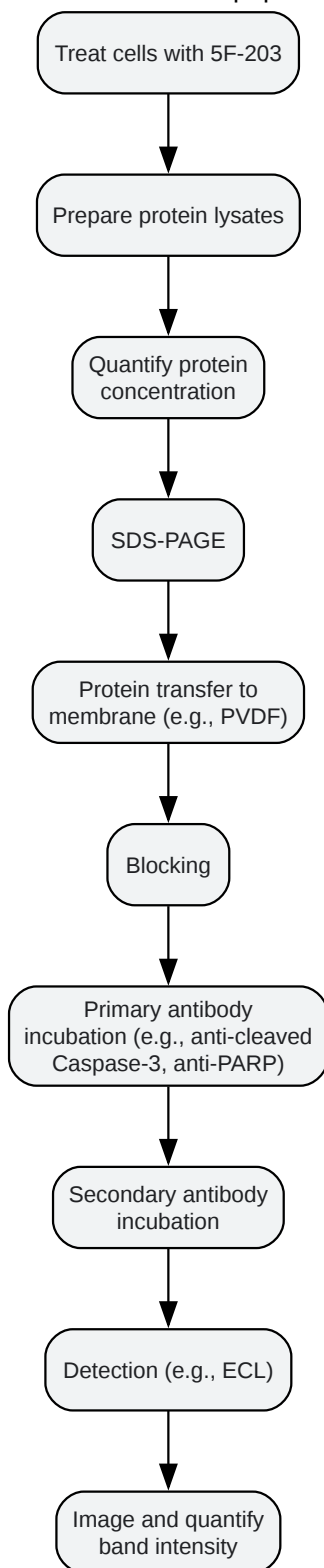 Treat cells with 5F-203
Prepare protein lysates
Quantify protein
concentration
SDS-PAGE
Protein transfer to
membrane (e.g., PVDF)
Blocking
Primary antibody
incubation (e.g., anti-cleaved
Caspase-3, anti-PARP)
Secondary antibody
incubation
Detection (e.g., ECL)
Image and quantify
band intensity